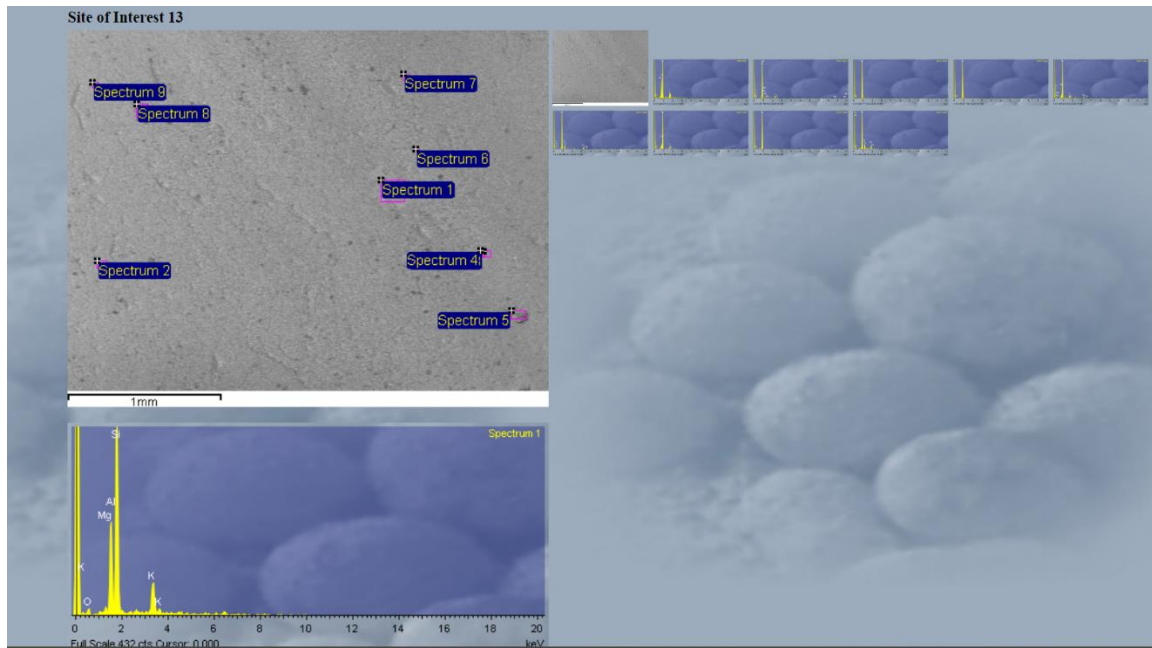 Site of Interest 13
Spectrum 9
Spectrum 7
Spectrum 8
Spectrum 6
Spectrum 1
Spectrum 4
Spectrum 2
Spectrum 5
1mm
Spectrum 1
Si
Al
Mg
K
K
O
K
0 2 4 6 8 10 12 14 16 18 20
Full Scale 432 cts Cursor: 0.000 keV